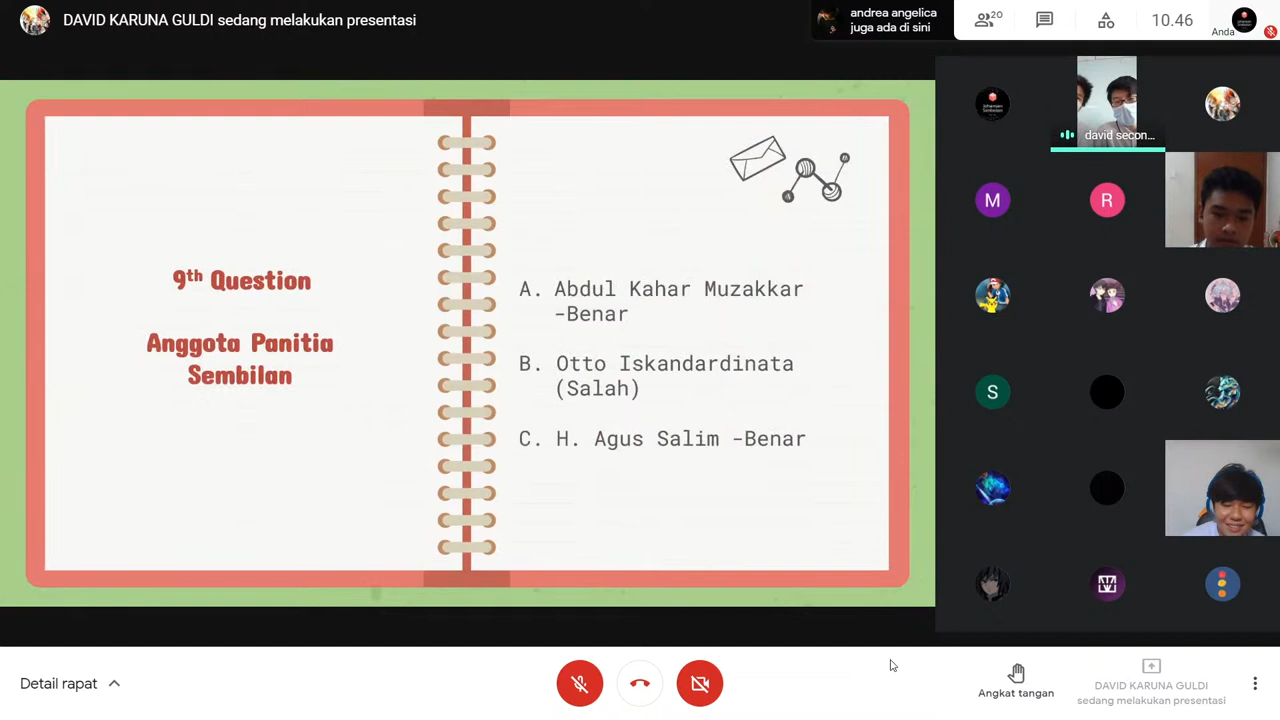 DAVID KARUNA GULDI sedang melakukan presentasi
andrea angelica
juga ada di sini
20
10.46
Anda
9th Question
Anggota Panitia
Sembilan
A. Abdul Kahar Muzakkar
-Benar
B. Otto Iskandardinata
(Salah)
C. H. Agus Salim -Benar
david secon...
M
R
S
Detail rapat
Angkat tangan
DAVID KARUNA GULDI
sedang melakukan presentasi